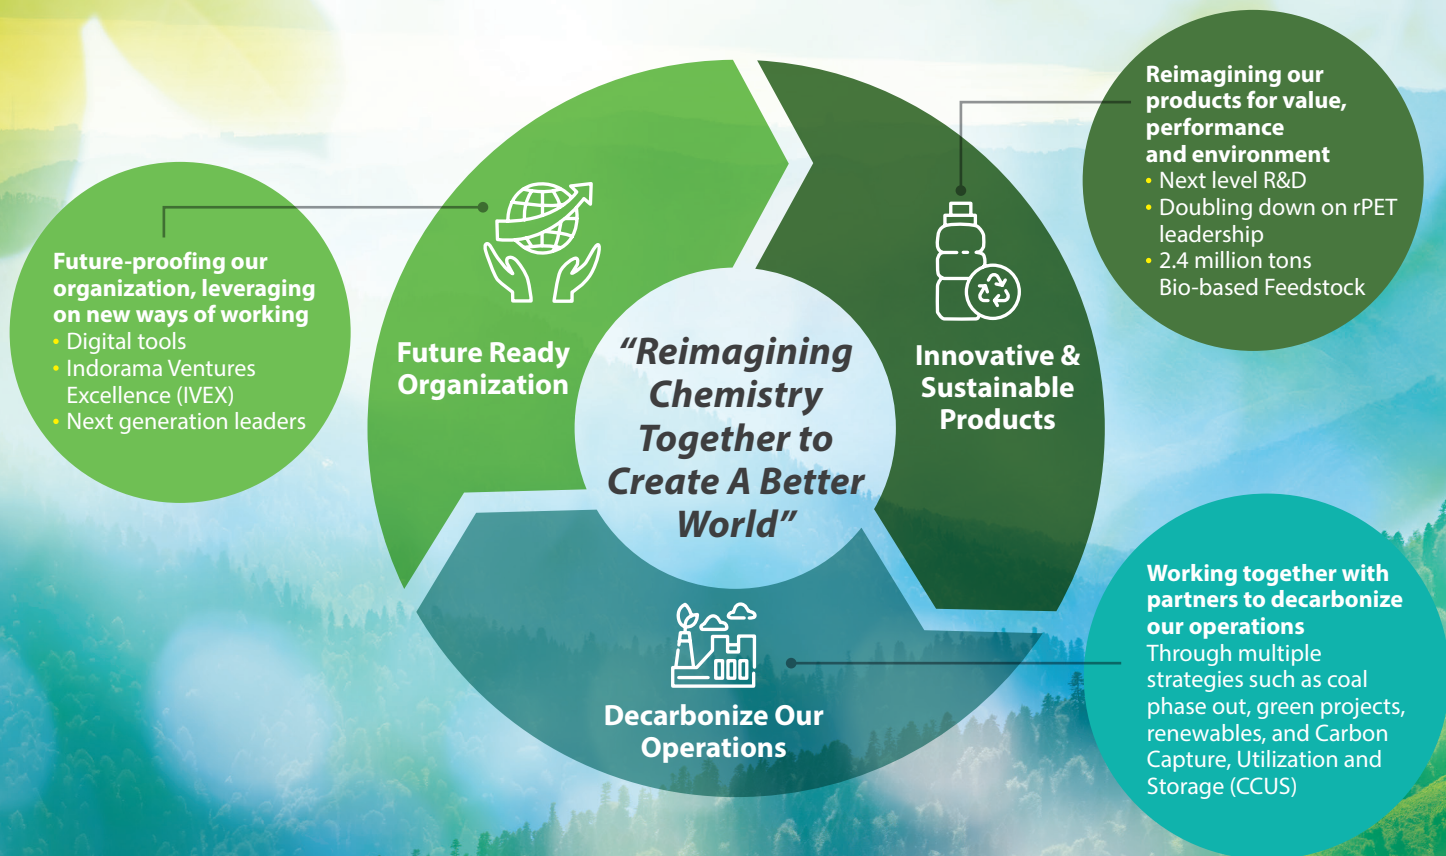 Future-proofing our
organization, leveraging
on new ways of working
• Digital tools
• Indorama Ventures
Excellence (IVEX)
• Next generation leaders
Future Ready
Organization
“Reimagining
Chemistry
Together to
Create A Better
World”
Innovative &
Sustainable
Products
Reimagining our
products for value,
performance
and environment
• Next level R&D
• Doubling down on rPET
leadership
• 2.4 million tons
Bio-based Feedstock
Decarbonize Our
Operations
Working together with
partners to decarbonize
our operations
Through multiple
strategies such as coal
phase out, green projects,
renewables, and Carbon
Capture, Utilization and
Storage (CCUS)